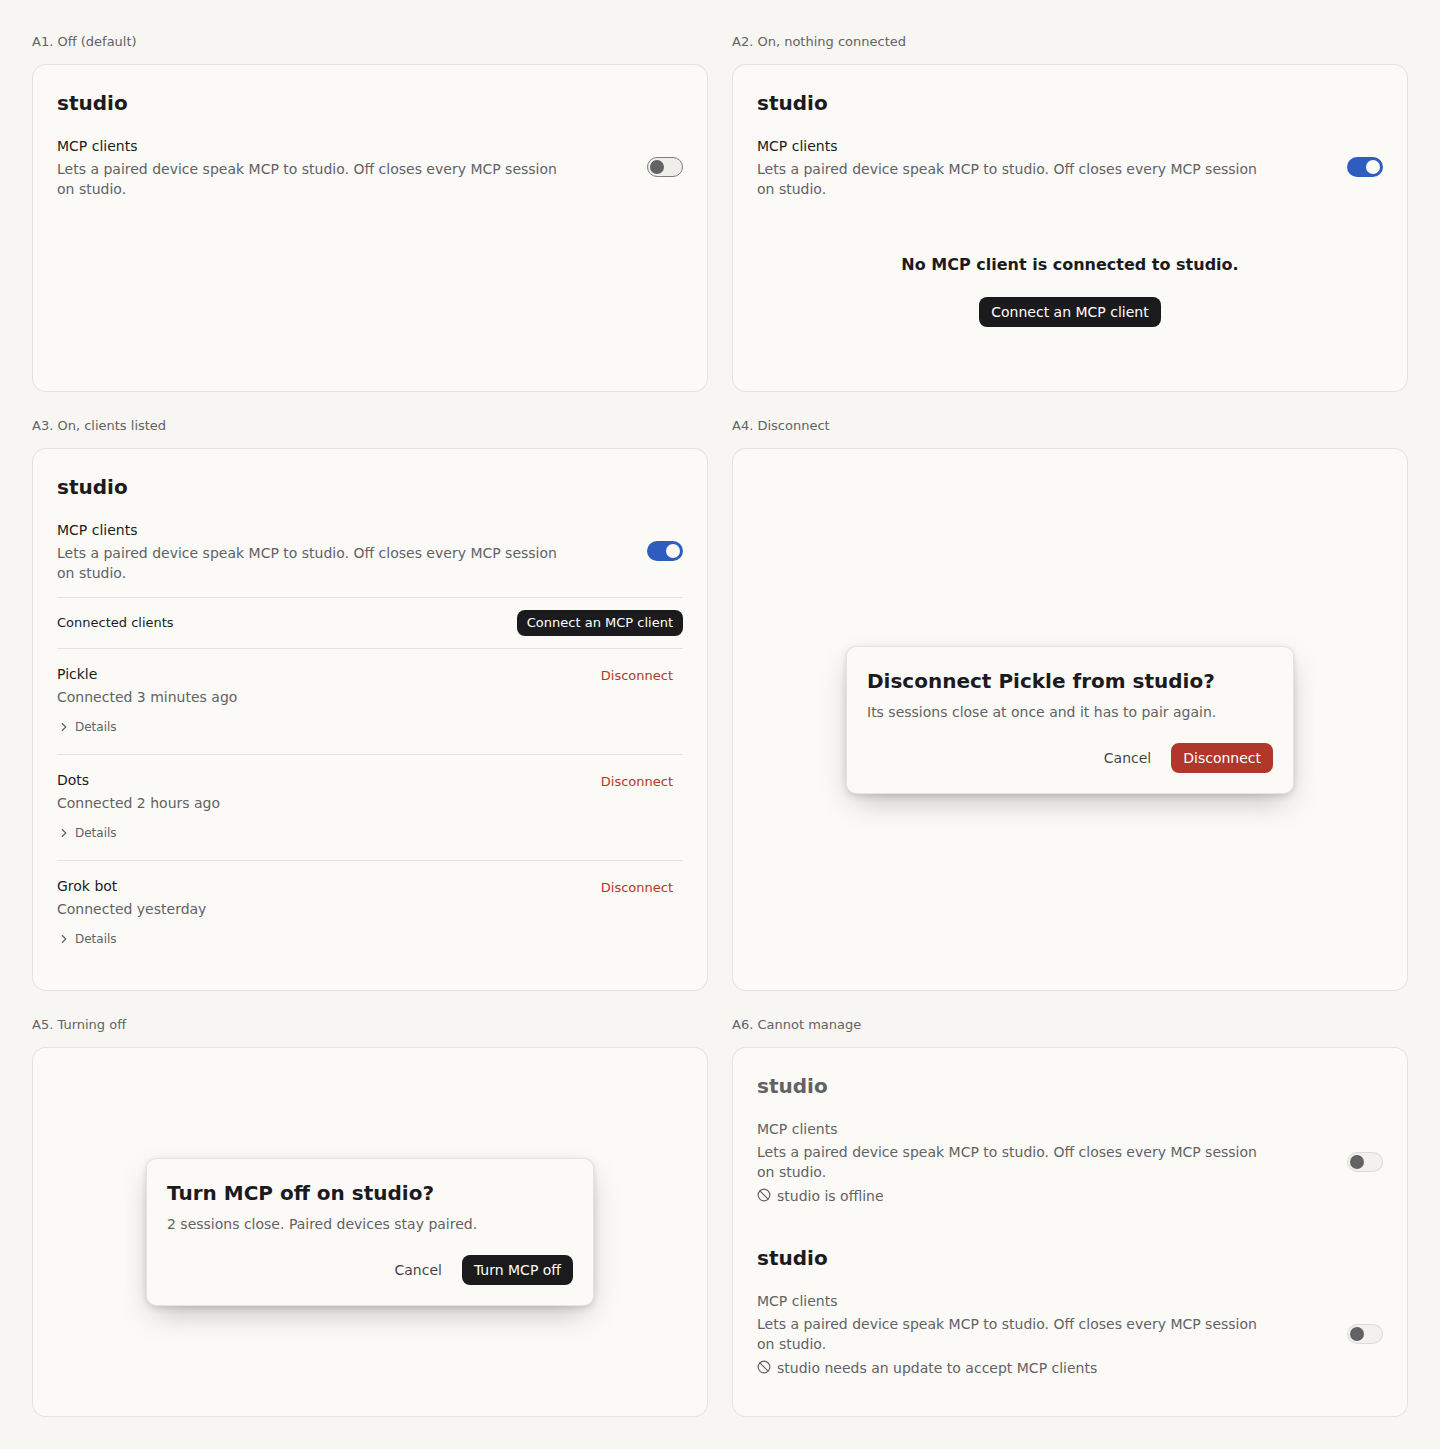 A1. Off (default)
studio
MCP clients
Lets a paired device speak MCP to studio. Off closes every MCP session
on studio.
A2. On, nothing connected
studio
MCP clients
Lets a paired device speak MCP to studio. Off closes every MCP session
on studio.
No MCP client is connected to studio.
Connect an MCP client
A3. On, clients listed
studio
MCP clients
Lets a paired device speak MCP to studio. Off closes every MCP session
on studio.
Connected clients
Connect an MCP client
Pickle
Disconnect
Connected 3 minutes ago
Details
Dots
Disconnect
Connected 2 hours ago
Details
Grok bot
Disconnect
Connected yesterday
Details
A4. Disconnect
Disconnect Pickle from studio?
Its sessions close at once and it has to pair again.
Cancel
Disconnect
A5. Turning off
Turn MCP off on studio?
2 sessions close. Paired devices stay paired.
Cancel
Turn MCP off
A6. Cannot manage
studio
MCP clients
Lets a paired device speak MCP to studio. Off closes every MCP session
on studio.
studio is offline
studio
MCP clients
Lets a paired device speak MCP to studio. Off closes every MCP session
on studio.
studio needs an update to accept MCP clients